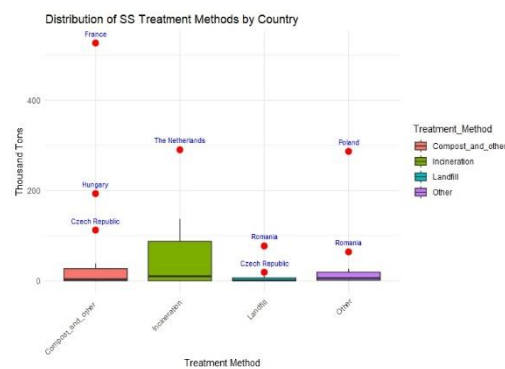 Distribution of SS Treatment Methods by Country
France
400
The Netherlands
Poland
Treatment_Method
Compost_and_other
Incineration
Landfill
Other
Thousand Tons
200
Hungary
Czech Republic
Romania
Romania
Czech Republic
0
Compost_and_other
Incineration
Landfill
Other
Treatment Method